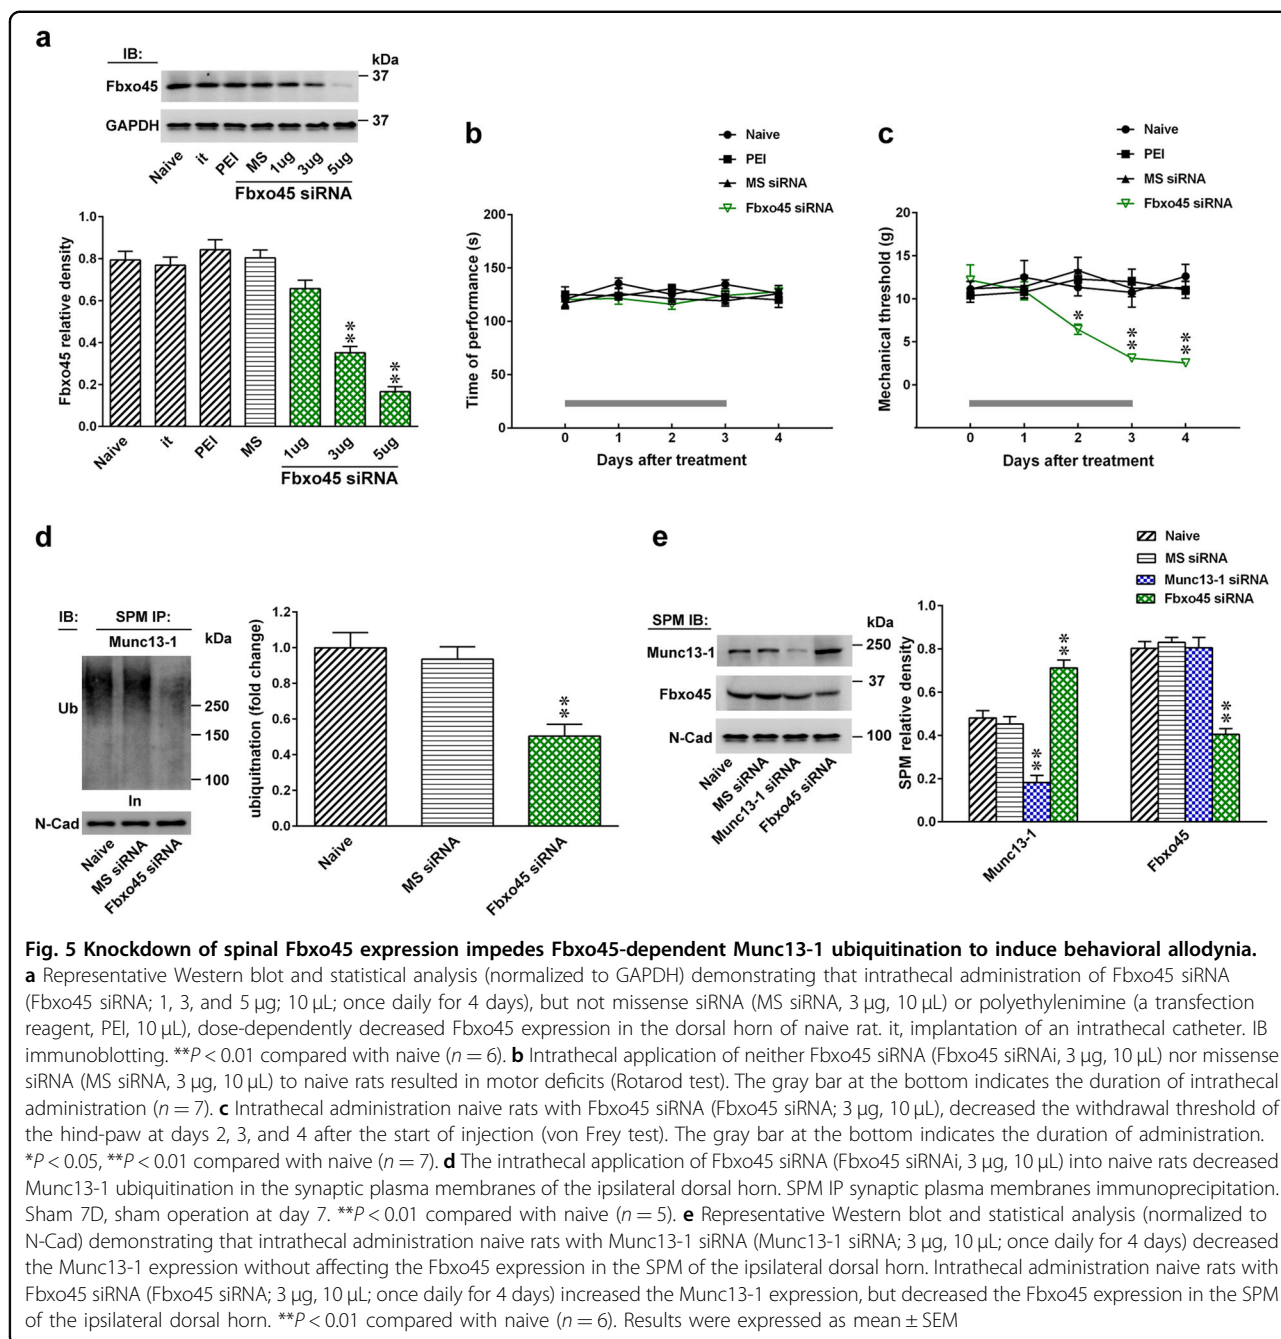 a
IB:
kDa
Fbxo45
37
GAPDH
37
Naive
it
PEI
MS
1ug
3ug
5ug
Fbxo45 siRNA
Fbxo45 relative density
1.0
0.8
0.6
0.4
0.2
0.0
**
**
Naive
it
PEI
MS
1ug
3ug
5ug
Fbxo45 siRNA
b
Naive
PEI
MS siRNA
Fbxo45 siRNA
Time of performance (s)
200
150
100
50
0
0 1 2 3 4
Days after treatment
c
Naive
PEI
MS siRNA
Fbxo45 siRNA
Mechanical threshold (g)
20
15
10
5
0
*
**
**
0 1 2 3 4
Days after treatment
d
IB:
SPM IP:
Munc13-1
kDa
Ub
250
150
100
In
N-Cad
Naive
MS siRNA
Fbxo45 siRNA
ubiquitnation (fold change)
1.2
1.0
0.8
0.6
0.4
0.2
0.0
**
Naive
MS siRNA
Fbxo45 siRNA
e
SPM IB:
kDa
Munc13-1
250
Fbxo45
37
N-Cad
100
Naive
MS siRNA
Munc13-1 siRNA
Fbxo45 siRNA
Naive
MS siRNA
Munc13-1 siRNA
Fbxo45 siRNA
SPM relative density
1.0
0.8
0.6
0.4
0.2
0.0
**
**
**
Munc13-1
Fbxo45
Fig. 5 Knockdown of spinal Fbxo45 expression impedes Fbxo45-dependent Munc13-1 ubiquitination to induce behavioral allodynia.
a Representative Western blot and statistical analysis (normalized to GAPDH) demonstrating that intrathecal administration of Fbxo45 siRNA
(Fbxo45 siRNA; 1, 3, and 5 µg; 10 µL; once daily for 4 days), but not missense siRNA (MS siRNA, 3 µg, 10 µL) or polyethylenimine (a transfection
reagent, PEI, 10 µL), dose-dependently decreased Fbxo45 expression in the dorsal horn of naive rat. it, implantation of an intrathecal catheter. IB
immunoblotting. **P < 0.01 compared with naive (n = 6). b Intrathecal application of neither Fbxo45 siRNA (Fbxo45 siRNAi, 3 µg, 10 µL) nor missense
siRNA (MS siRNA, 3 µg, 10 µL) to naive rats resulted in motor deficits (Rotarod test). The gray bar at the bottom indicates the duration of intrathecal
administration (n = 7). c Intrathecal administration naive rats with Fbxo45 siRNA (Fbxo45 siRNA; 3 µg, 10 µL), decreased the withdrawal threshold of
the hind-paw at days 2, 3, and 4 after the start of injection (von Frey test). The gray bar at the bottom indicates the duration of administration.
*P < 0.05, **P < 0.01 compared with naive (n = 7). d The intrathecal application of Fbxo45 siRNA (Fbxo45 siRNAi, 3 µg, 10 µL) into naive rats decreased
Munc13-1 ubiquitination in the synaptic plasma membranes of the ipsilateral dorsal horn. SPM IP synaptic plasma membranes immunoprecipitation.
Sham 7D, sham operation at day 7. **P < 0.01 compared with naive (n = 5). e Representative Western blot and statistical analysis (normalized to
N-Cad) demonstrating that intrathecal administration naive rats with Munc13-1 siRNA (Munc13-1 siRNA; 3 µg, 10 µL; once daily for 4 days) decreased
the Munc13-1 expression without affecting the Fbxo45 expression in the SPM of the ipsilateral dorsal horn. Intrathecal administration naive rats with
Fbxo45 siRNA (Fbxo45 siRNA; 3 µg, 10 µL; once daily for 4 days) increased the Munc13-1 expression, but decreased the Fbxo45 expression in the SPM
of the ipsilateral dorsal horn. **P < 0.01 compared with naive (n = 6). Results were expressed as mean ± SEM